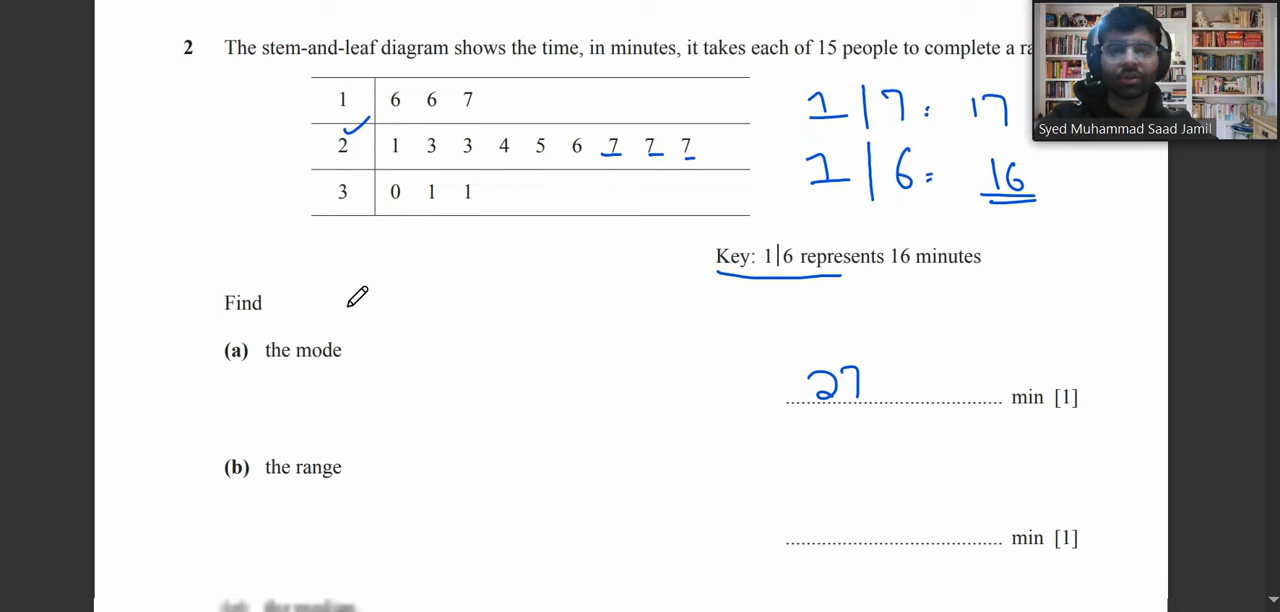 2 The stem-and-leaf diagram shows the time, in minutes, it takes each of 15 people to complete a
1 6 6 7
2 1 3 3 4 5 6 7 7 7
3 0 1 1
1|7: 17
1|6: 16
Syed Muhammad Saad Jamil
Key: 1|6 represents 16 minutes
Find
(a) the mode
27 min [1]
(b) the range
min [1]